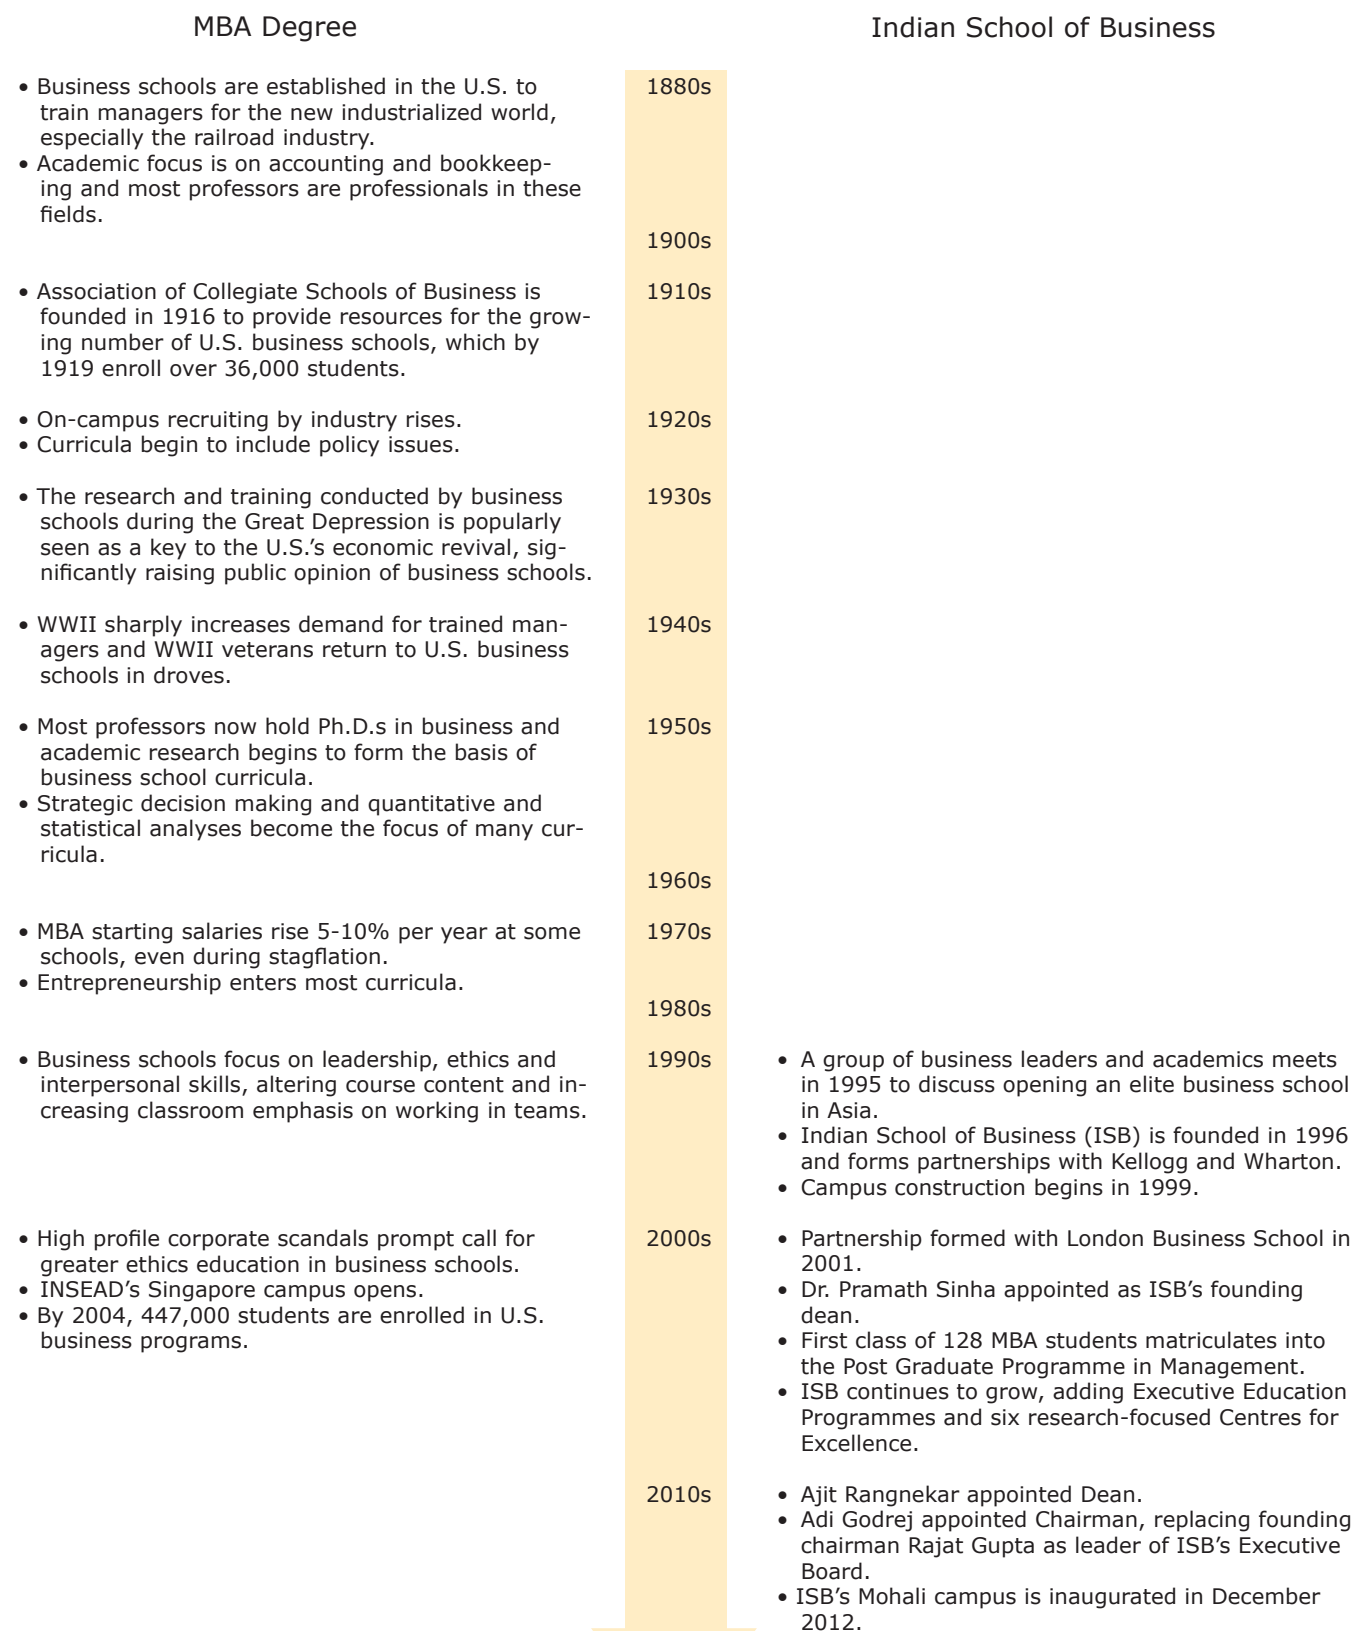 MBA Degree
Indian School of Business
• Business schools are established in the U.S. to
train managers for the new industrialized world,
especially the railroad industry.
• Academic focus is on accounting and bookkeep-
ing and most professors are professionals in these
fields.
1880s
1900s
• Association of Collegiate Schools of Business is
founded in 1916 to provide resources for the grow-
ing number of U.S. business schools, which by
1919 enroll over 36,000 students.
1910s
• On-campus recruiting by industry rises.
• Curricula begin to include policy issues.
1920s
• The research and training conducted by business
schools during the Great Depression is popularly
seen as a key to the U.S.'s economic revival, sig-
nificantly raising public opinion of business schools.
1930s
• WWII sharply increases demand for trained man-
agers and WWII veterans return to U.S. business
schools in droves.
1940s
• Most professors now hold Ph.D.s in business and
academic research begins to form the basis of
business school curricula.
• Strategic decision making and quantitative and
statistical analyses become the focus of many cur-
ricula.
1950s
1960s
• MBA starting salaries rise 5-10% per year at some
schools, even during stagflation.
• Entrepreneurship enters most curricula.
1970s
1980s
• Business schools focus on leadership, ethics and
interpersonal skills, altering course content and in-
creasing classroom emphasis on working in teams.
1990s
• A group of business leaders and academics meets
in 1995 to discuss opening an elite business school
in Asia.
• Indian School of Business (ISB) is founded in 1996
and forms partnerships with Kellogg and Wharton.
• Campus construction begins in 1999.
• High profile corporate scandals prompt call for
greater ethics education in business schools.
• INSEAD's Singapore campus opens.
• By 2004, 447,000 students are enrolled in U.S.
business programs.
2000s
• Partnership formed with London Business School in
2001.
• Dr. Pramath Sinha appointed as ISB's founding
dean.
• First class of 128 MBA students matriculates into
the Post Graduate Programme in Management.
• ISB continues to grow, adding Executive Education
Programmes and six research-focused Centres for
Excellence.
2010s
• Ajit Rangnekar appointed Dean.
• Adi Godrej appointed Chairman, replacing founding
chairman Rajat Gupta as leader of ISB's Executive
Board.
• ISB's Mohali campus is inaugurated in December
2012.